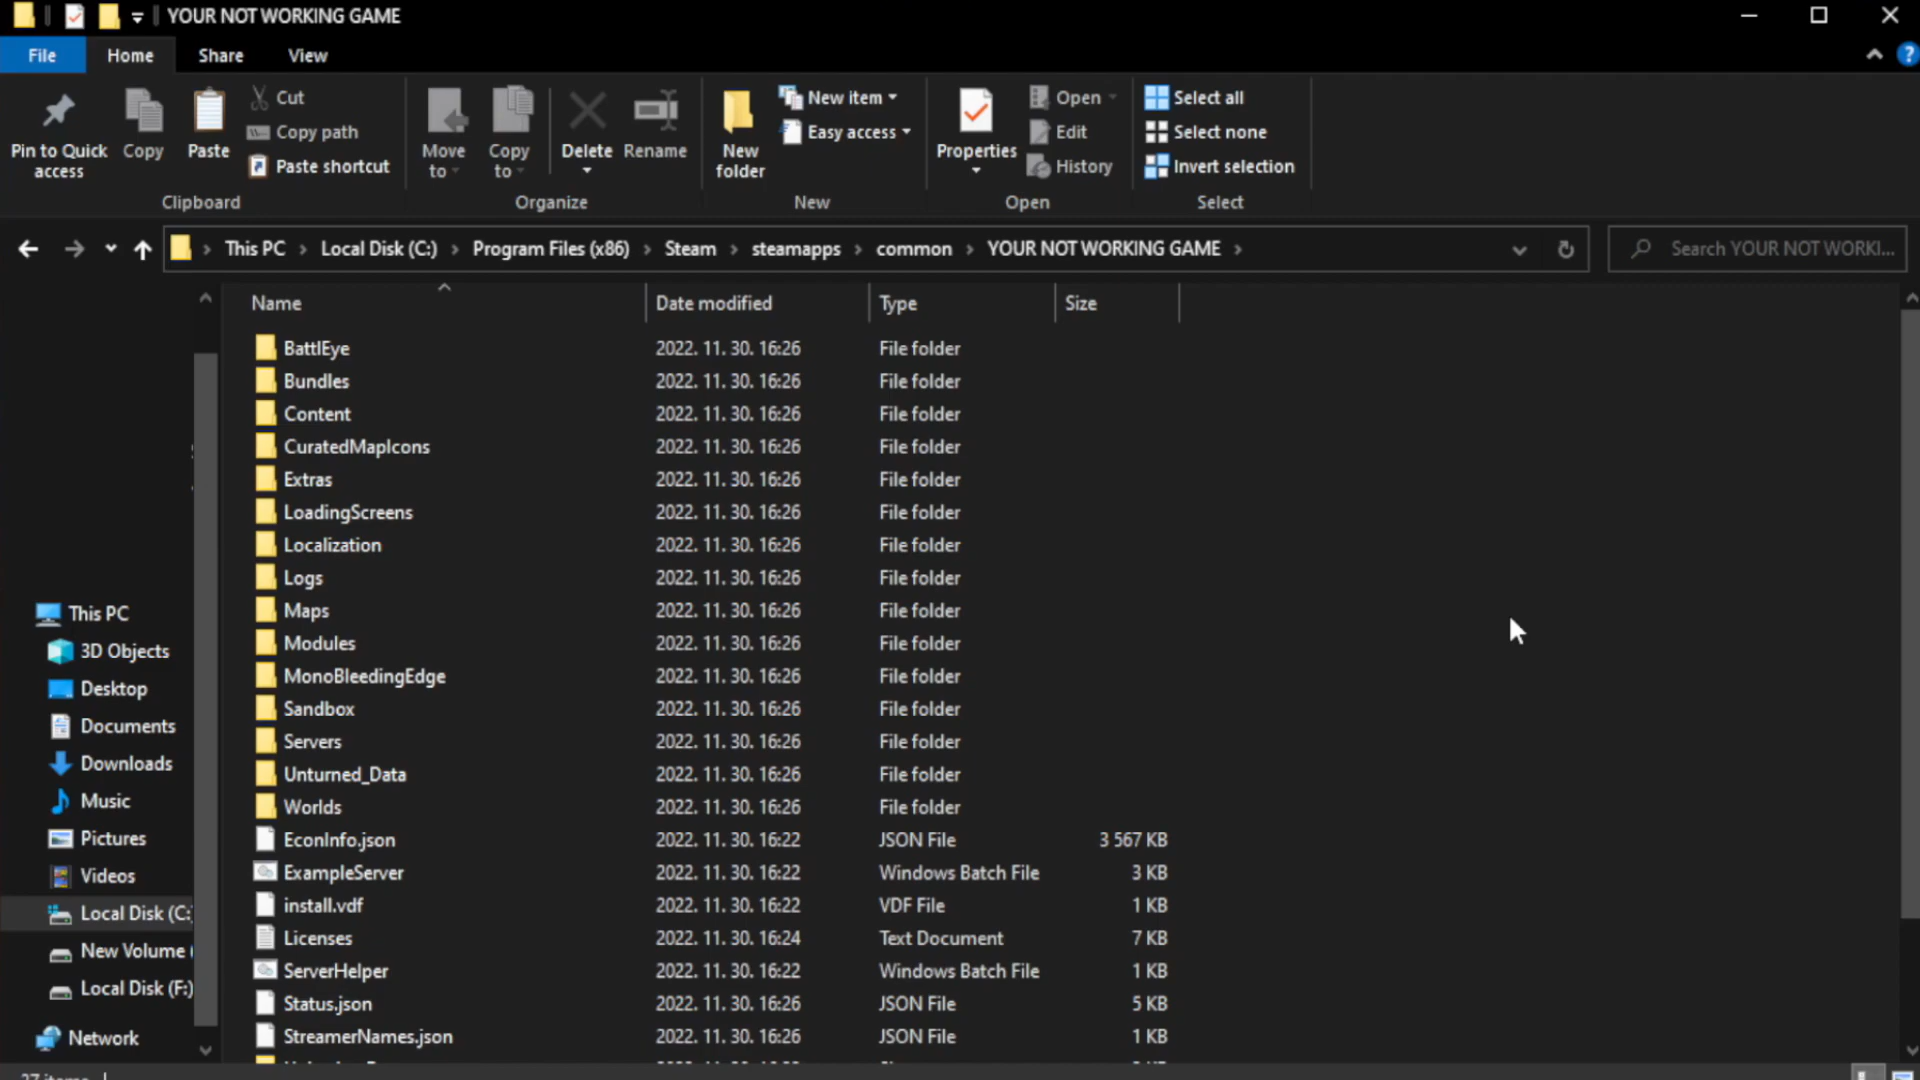 YOUR NOT WORKING GAME
File Home Share View
Pin to Quick access
Copy
Paste
Cut
Copy path
Paste shortcut
Clipboard
Move to
Copy to
Delete
Rename
Organize
New folder
New item
Easy access
New
Properties
Open
Edit
History
Open
Select all
Select none
Invert selection
Select
This PC > Local Disk (C:) > Program Files (x86) > Steam > steamapps > common > YOUR NOT WORKING GAME >
Search YOUR NOT WORKI...
This PC
3D Objects
Desktop
Documents
Downloads
Music
Pictures
Videos
Local Disk (C:
New Volume (
Local Disk (F:)
Network
Name Date modified Type Size
BattlEye 2022. 11. 30. 16:26 File folder
Bundles 2022. 11. 30. 16:26 File folder
Content 2022. 11. 30. 16:26 File folder
CuratedMapIcons 2022. 11. 30. 16:26 File folder
Extras 2022. 11. 30. 16:26 File folder
LoadingScreens 2022. 11. 30. 16:26 File folder
Localization 2022. 11. 30. 16:26 File folder
Logs 2022. 11. 30. 16:26 File folder
Maps 2022. 11. 30. 16:26 File folder
Modules 2022. 11. 30. 16:26 File folder
MonoBleedingEdge 2022. 11. 30. 16:26 File folder
Sandbox 2022. 11. 30. 16:26 File folder
Servers 2022. 11. 30. 16:26 File folder
Unturned_Data 2022. 11. 30. 16:26 File folder
Worlds 2022. 11. 30. 16:26 File folder
EconInfo.json 2022. 11. 30. 16:22 JSON File 3 567 KB
ExampleServer 2022. 11. 30. 16:22 Windows Batch File 3 KB
install.vdf 2022. 11. 30. 16:22 VDF File 1 KB
Licenses 2022. 11. 30. 16:24 Text Document 7 KB
ServerHelper 2022. 11. 30. 16:22 Windows Batch File 1 KB
Status.json 2022. 11. 30. 16:26 JSON File 5 KB
StreamerNames.json 2022. 11. 30. 16:26 JSON File 1 KB